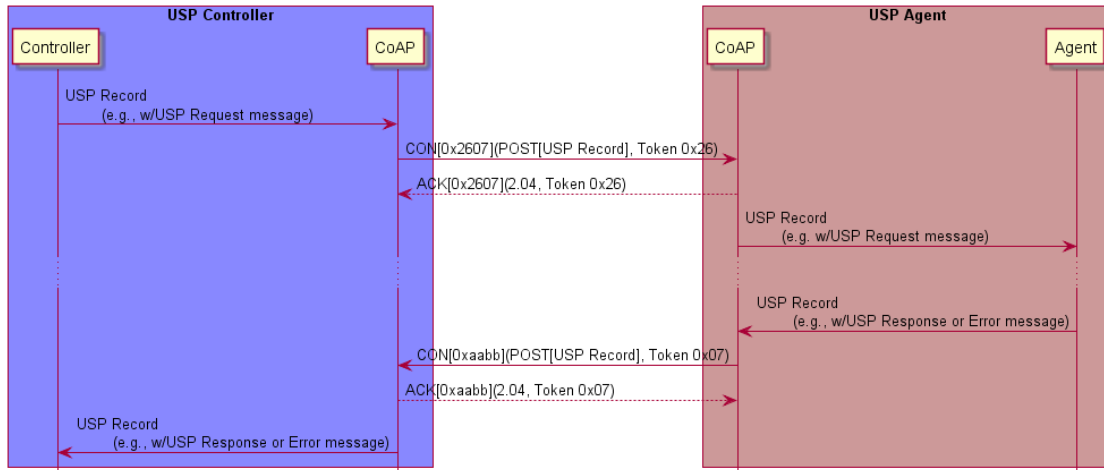 USP Controller
USP Agent
Controller
CoAP
CoAP
Agent
USP Record
(e.g., w/USP Request message)
CON[0x2607](POST[USP Record], Token 0x26)
ACK[0x2607](2.04, Token 0x26)
USP Record
(e.g. w/USP Request message)
USP Record
(e.g., w/USP Response or Error message)
CON[0xaabb](POST[USP Record], Token 0x07)
ACK[0xaabb](2.04, Token 0x07)
USP Record
(e.g., w/USP Response or Error message)